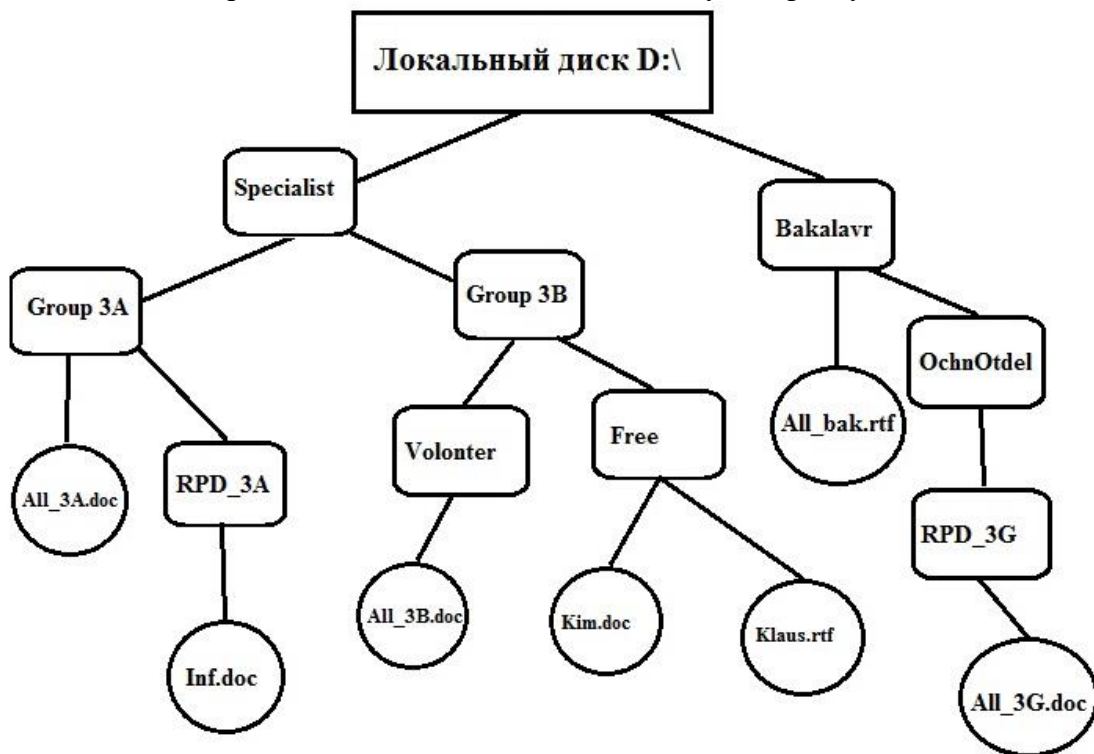 Локальный диск D:\
Specialist
Bakalavr
Group 3A
Group 3B
OchnOtdel
All_bak.rtf
Volonter
Free
All_3A.doc
RPD_3A
RPD_3G
All_3B.doc
Kim.doc
Klaus.rtf
Inf.doc
All_3G.doc